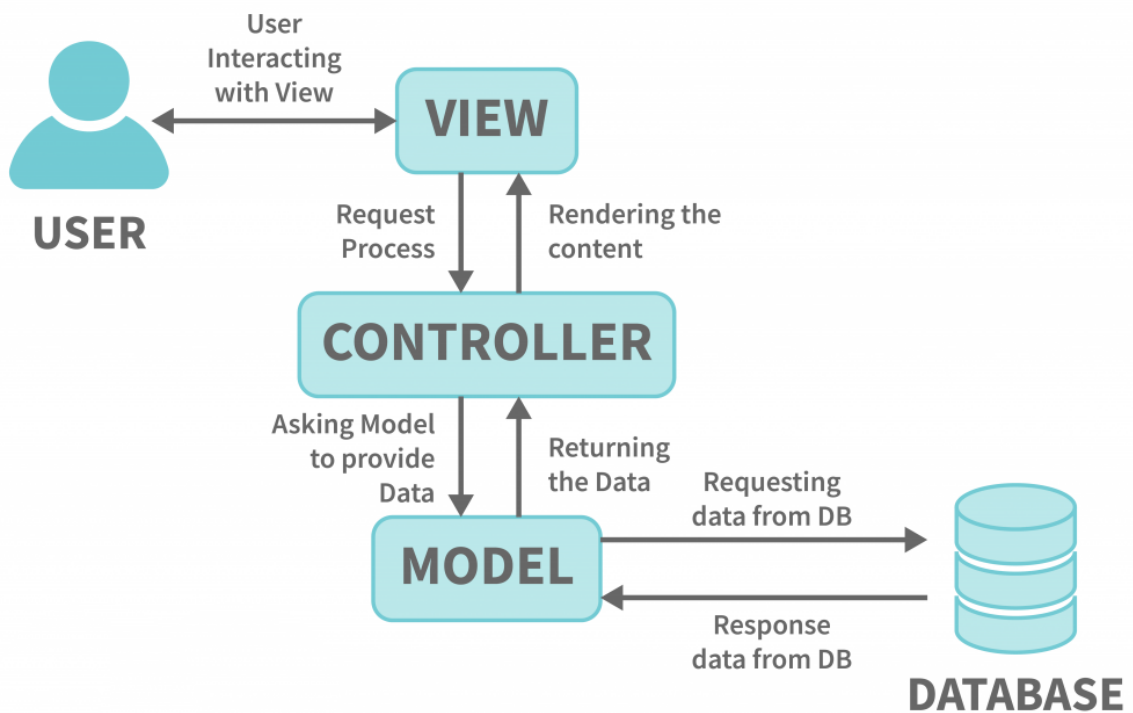 User
Interacting
with View
VIEW
USER
Request
Process
Rendering the
content
CONTROLLER
Asking Model
to provide
Data
Returning
the Data
Requesting
data from DB
MODEL
Response
data from DB
DATABASE